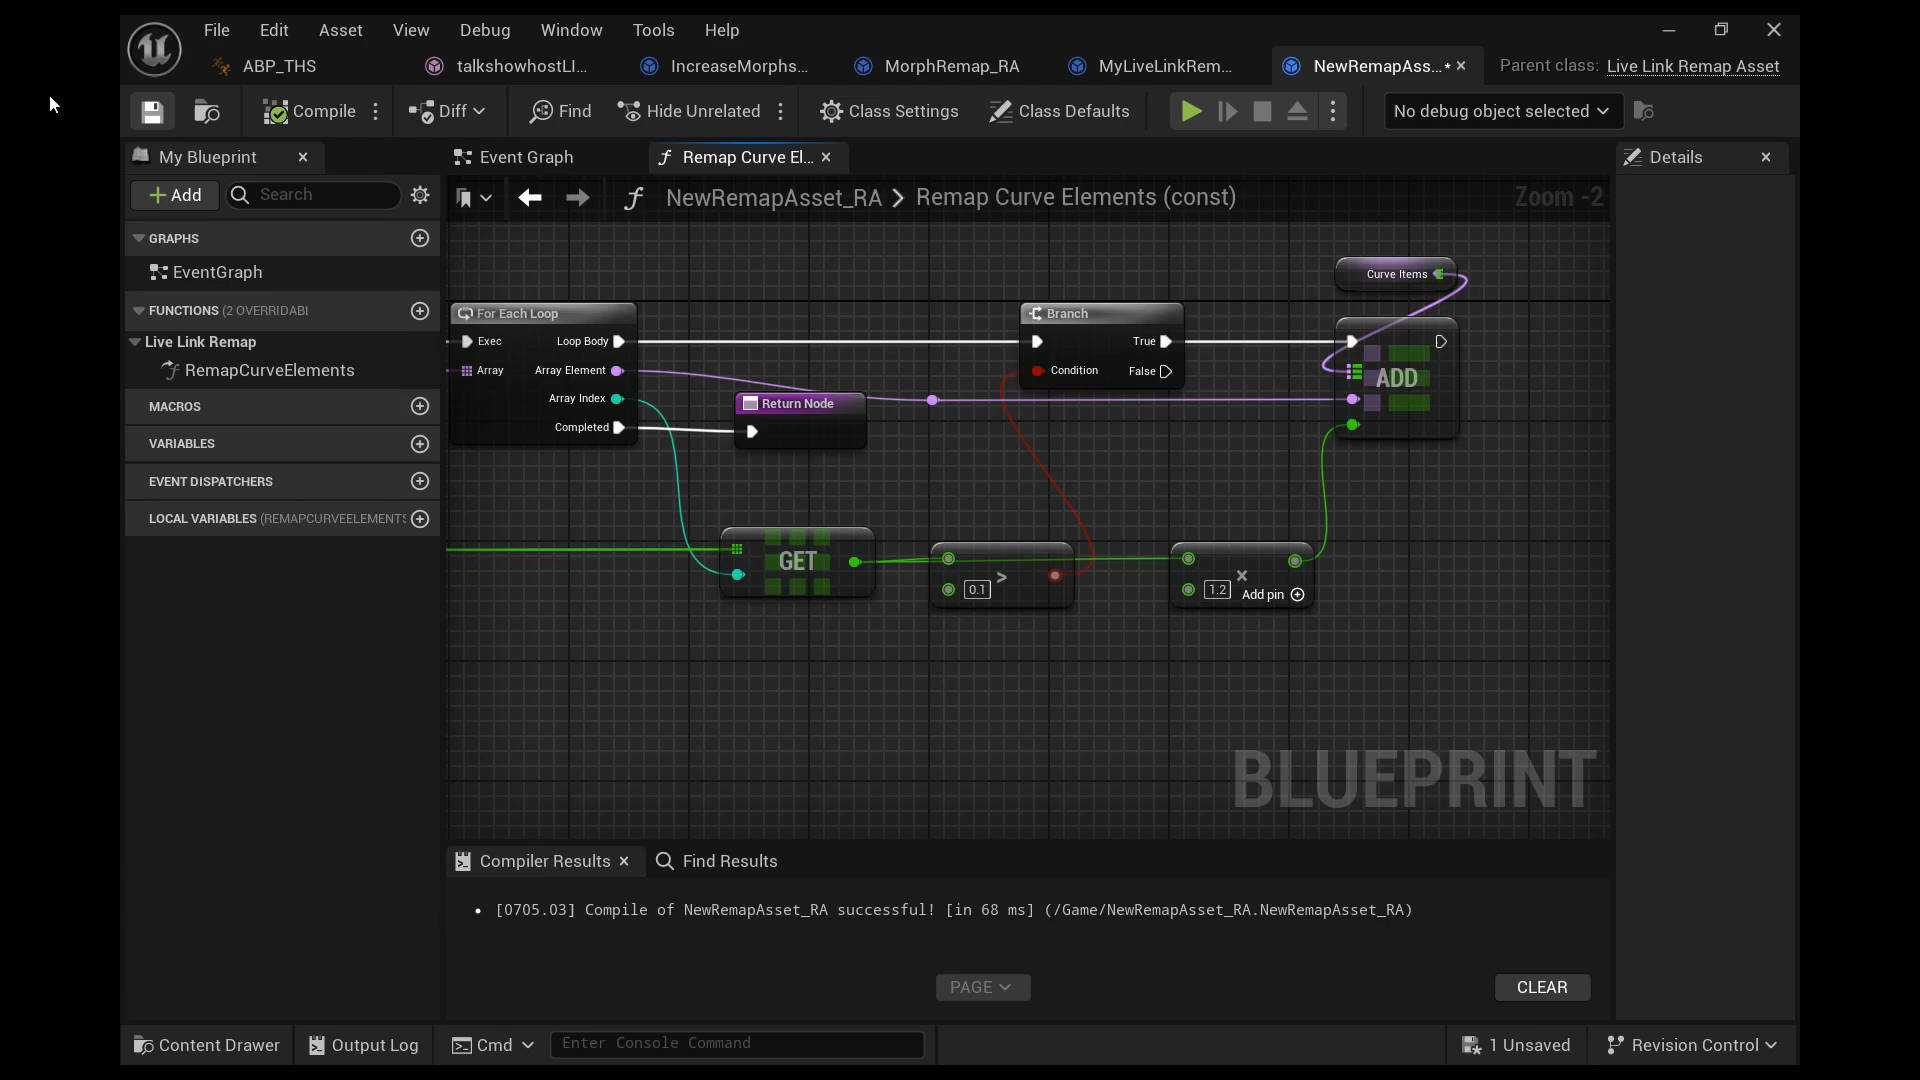 File Edit Asset View Debug Window Tools Help
ABP_THS talkshowhostLI... IncreaseMorphs... MorphRemap_RA MyLiveLinkRem... NewRemapAss...• Parent class: Live Link Remap Asset
Compile Diff Find Hide Unrelated Class Settings Class Defaults No debug object selected
My Blueprint Event Graph Remap Curve El... Details
+ Add Search
NewRemapAsset_RA > Remap Curve Elements (const) Zoom -2
GRAPHS
EventGraph
FUNCTIONS (2 OVERRIDABL
Live Link Remap
RemapCurveElements
MACROS
VARIABLES
EVENT DISPATCHERS
LOCAL VARIABLES (REMAPCURVEELEMENTS
Curve Items
For Each Loop
Exec Loop Body
Array Array Element
Array Index
Completed
Return Node
Branch
True
Condition False
ADD
GET
>
0.1
×
1.2 Add pin
BLUEPRINT
Compiler Results Find Results
• [0705.03] Compile of NewRemapAsset_RA successful! [in 68 ms] (/Game/NewRemapAsset_RA.NewRemapAsset_RA)
PAGE CLEAR
Content Drawer Output Log Cmd Enter Console Command 1 Unsaved Revision Control